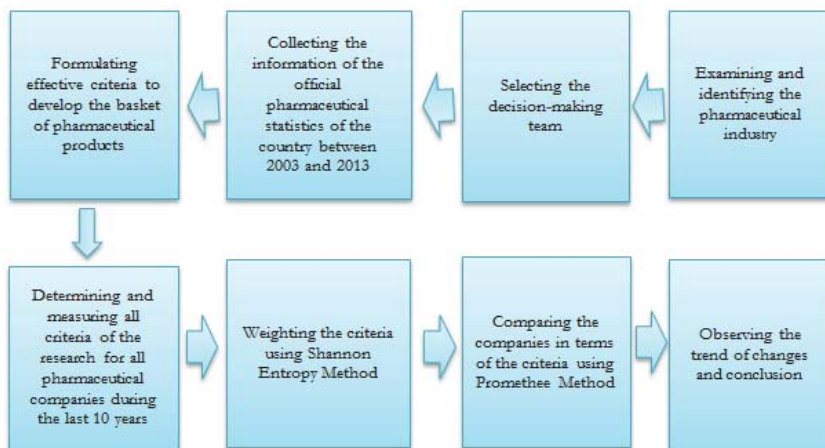 Examining and
identifying the
pharmaceutical
industry
Selecting the
decision-making
team
Collecting the
information of the
official
pharmaceutical
statistics of the
country between
2003 and 2013
Formulating
effective criteria to
develop the basket
of pharmaceutical
products
Determining and
measuring all
criteria of the
research for all
pharmaceutical
companies during
the last 10 years
Weighting the criteria
using Shannon
Entropy Method
Comparing the
companies in terms
of the criteria using
Promethee Method
Observing the
trend of changes
and conclusion